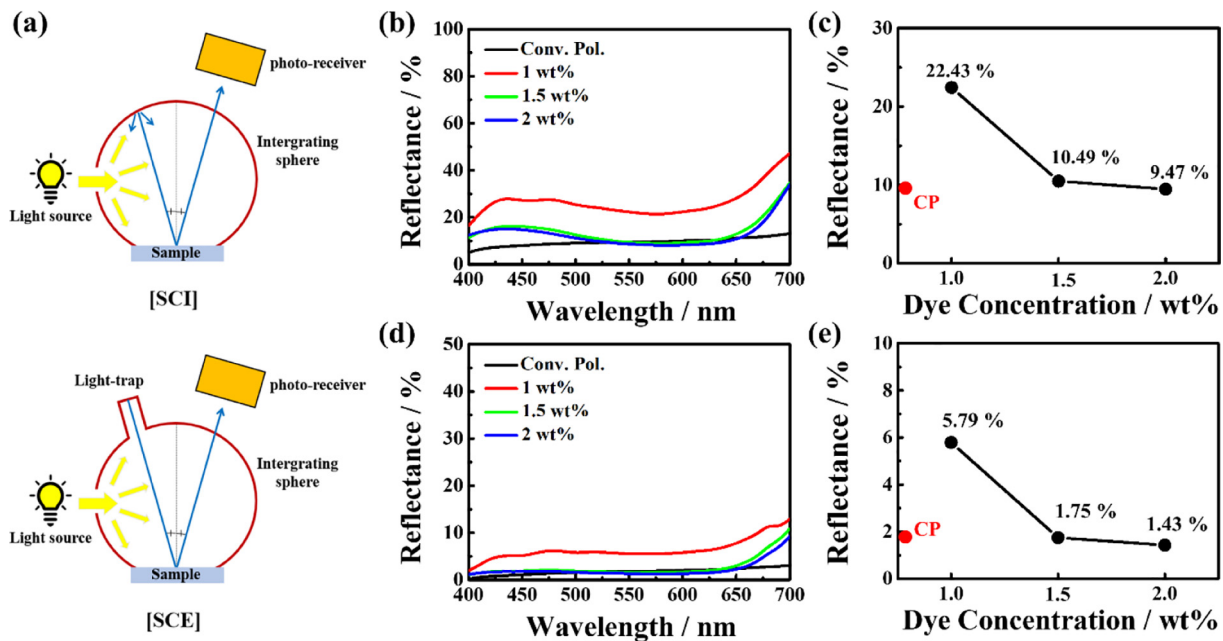 (a)
photo-receiver
Intergrating
sphere
Light source
Sample
[SCI]
Light-trap
photo-receiver
Intergrating
sphere
Light source
Sample
[SCE]
(b)
Reflectance / %
100
80
60
40
20
0
Conv. Pol.
1 wt%
1.5 wt%
2 wt%
400 450 500 550 600 650 700
Wavelength / nm
(c)
Reflectance / %
30
20
10
0
22.43 %
10.49 %
9.47 %
CP
1.0 1.5 2.0
Dye Concentration / wt%
(d)
Reflectance / %
50
40
30
20
10
0
Conv. Pol.
1 wt%
1.5 wt%
2 wt%
400 450 500 550 600 650 700
Wavelength / nm
(e)
Reflectance / %
10
8
6
4
2
0
5.79 %
1.75 %
1.43 %
CP
1.0 1.5 2.0
Dye Concentration / wt%